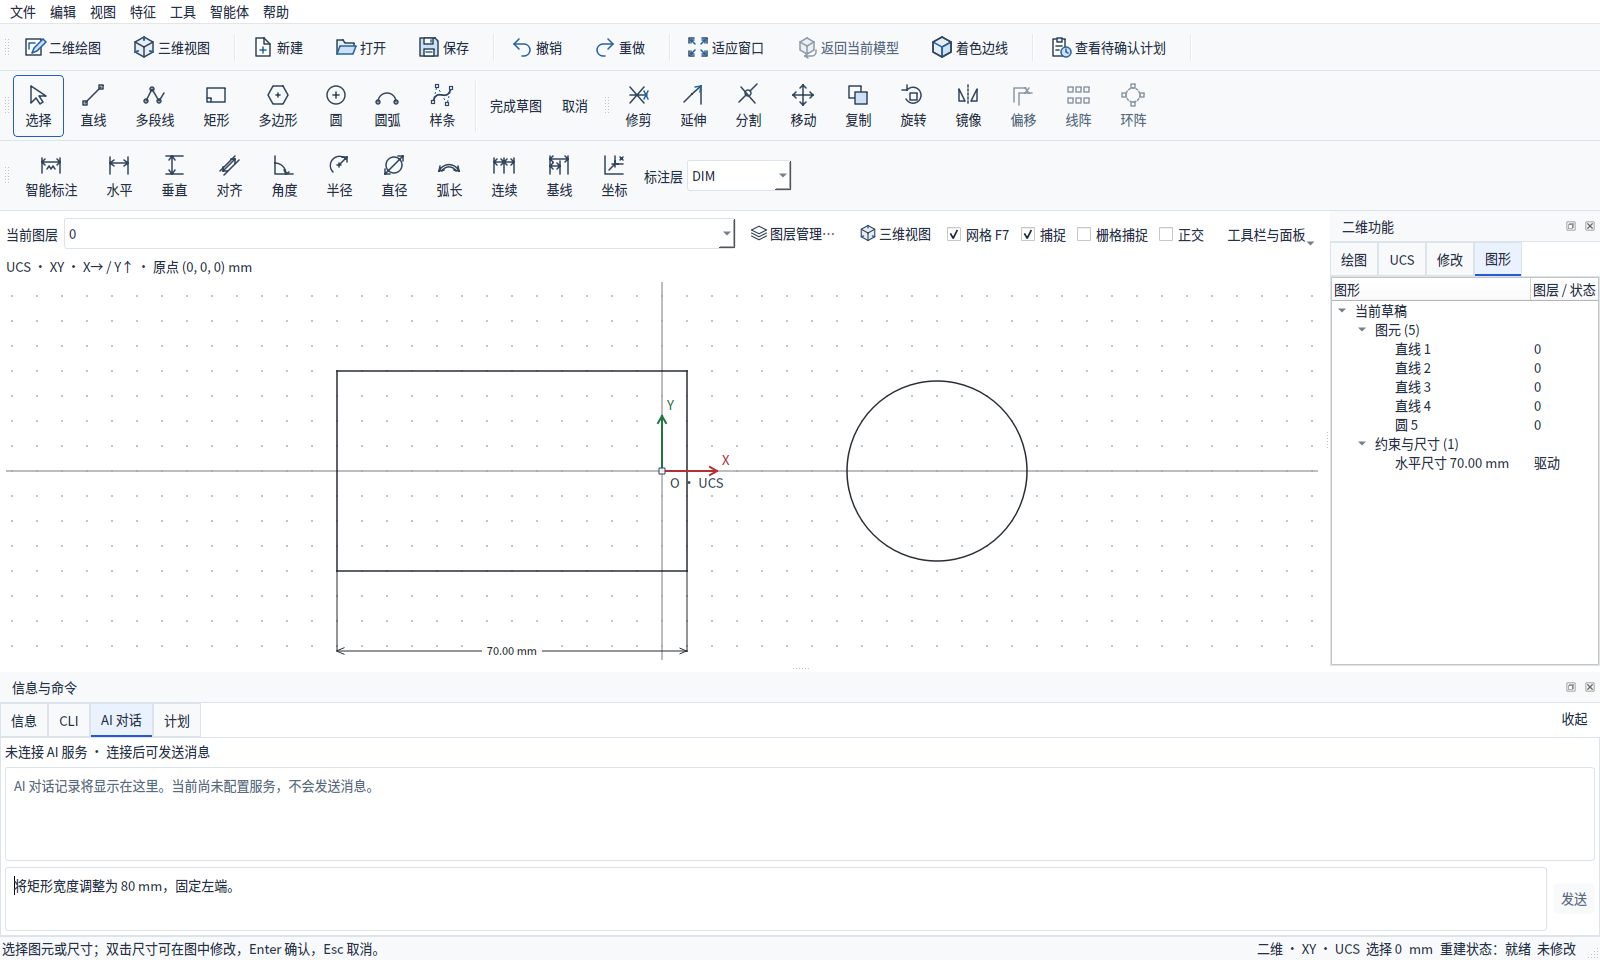 文件 编辑 视图 特征 工具 智能体 帮助
二维绘图 三维视图 新建 打开 保存 撤销 重做 适应窗口 返回当前模型 着色边线 查看待确认计划
选择 直线 多段线 矩形 多边形 圆 圆弧 样条 完成草图 取消 修剪 延伸 分割 移动 复制 旋转 镜像 偏移 线阵 环阵
智能标注 水平 垂直 对齐 角度 半径 直径 弧长 连续 基线 坐标 标注层 DIM
当前图层 0 图层管理… 三维视图 网格 F7 捕捉 栅格捕捉 正交 工具栏与面板
UCS · XY · X→ / Y↑ · 原点 (0, 0, 0) mm
Y
X
O · UCS
70.00 mm
二维功能
绘图 UCS 修改 图形
图形 图层 / 状态
当前草稿
图元 (5)
直线 1 0
直线 2 0
直线 3 0
直线 4 0
圆 5 0
约束与尺寸 (1)
水平尺寸 70.00 mm 驱动
信息与命令
信息 CLI AI 对话 计划 收起
未连接 AI 服务 · 连接后可发送消息
AI 对话记录将显示在这里。当前尚未配置服务，不会发送消息。
将矩形宽度调整为 80 mm，固定左端。
发送
选择图元或尺寸；双击尺寸可在图中修改，Enter 确认，Esc 取消。 二维 · XY · UCS 选择 0 mm 重建状态：就绪 未修改